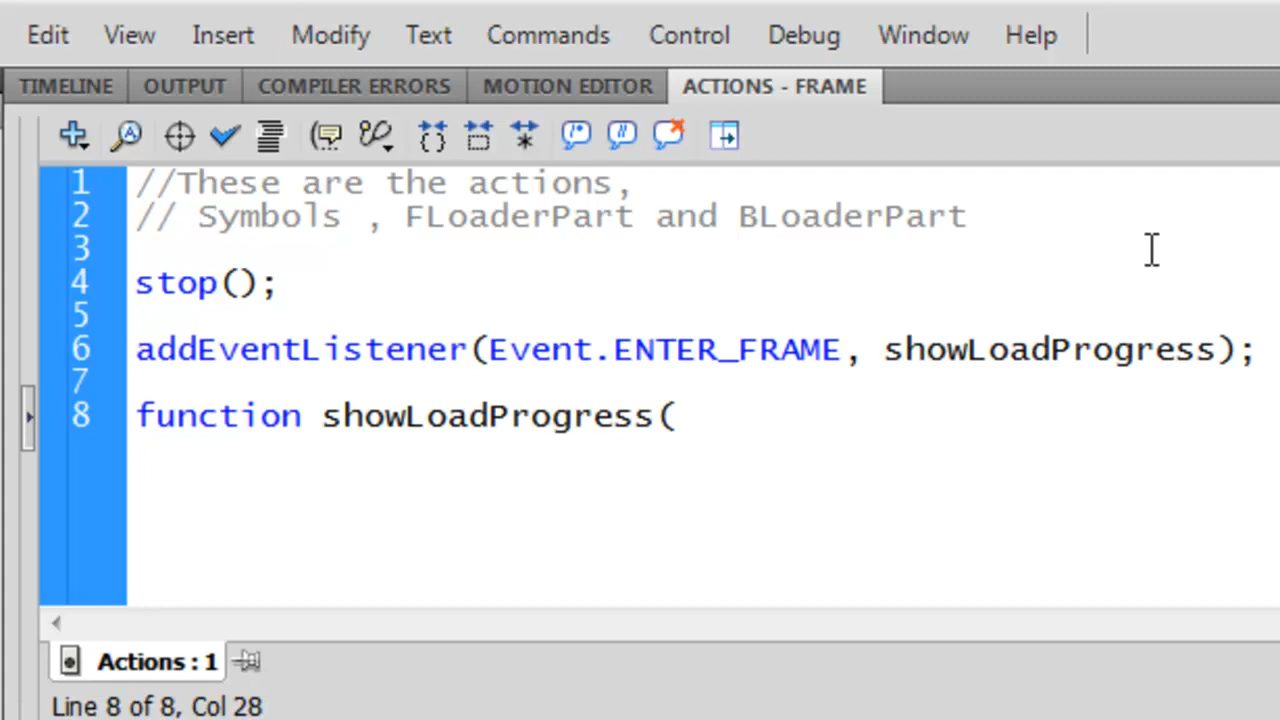 Edit View Insert Modify Text Commands Control Debug Window Help
TIMELINE OUTPUT COMPILER ERRORS MOTION EDITOR ACTIONS - FRAME
1 //These are the actions,
2 // Symbols , FLoaderPart and BLoaderPart
3
4 stop();
5
6 addEventListener(Event.ENTER_FRAME, showLoadProgress);
7
8 function showLoadProgress(
Actions : 1
Line 8 of 8, Col 28